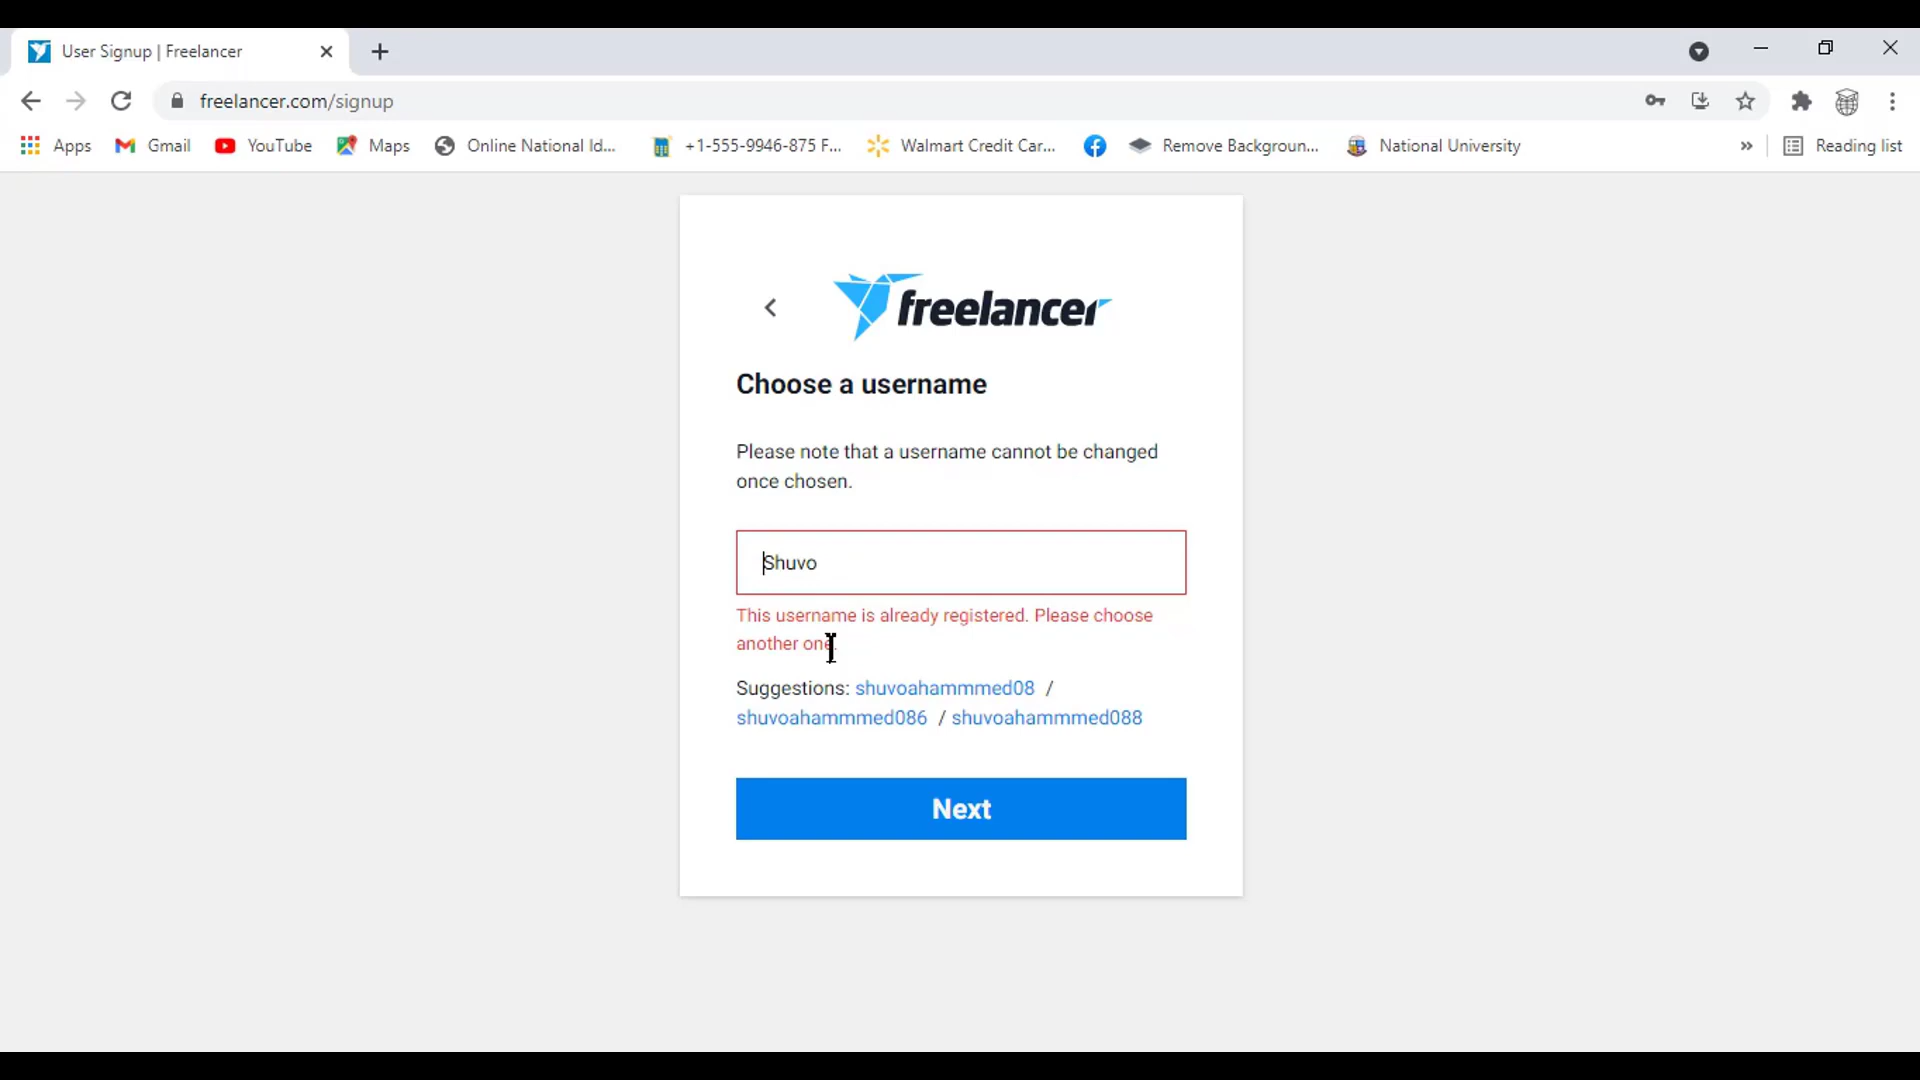 User Signup | Freelancer
freelancer.com/signup
Apps Gmail YouTube Maps Online National Id... +1-555-9946-875 F... Walmart Credit Car... Remove Backgroun... National University » Reading list
freelancer
Choose a username
Please note that a username cannot be changed
once chosen.
Shuvo
This username is already registered. Please choose
another one.
Suggestions: shuvoahammmed08 /
shuvoahammmed086 / shuvoahammmed088
Next